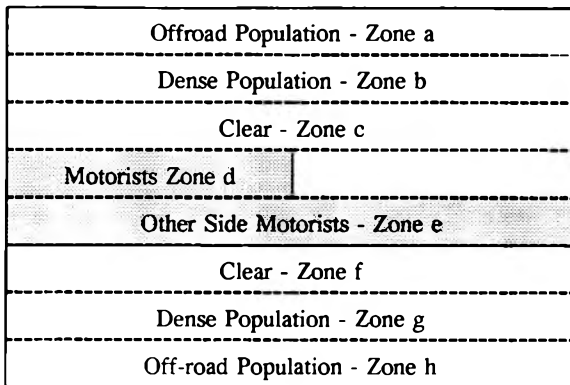 Offroad Population - Zone a
Dense Population - Zone b
Clear - Zone c
Motorists Zone d
Other Side Motorists - Zone e
Clear - Zone f
Dense Population - Zone g
Off-road Population - Zone h